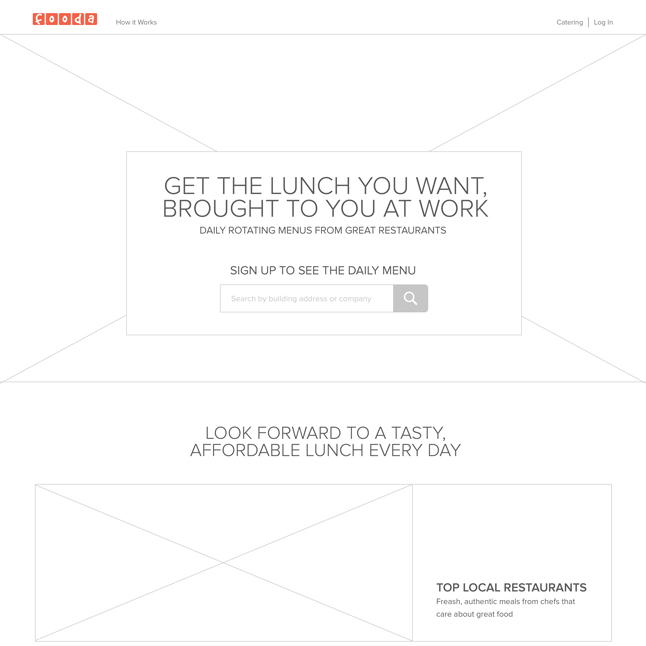 fooda
How it Works
Catering
Log In
GET THE LUNCH YOU WANT,
BROUGHT TO YOU AT WORK
DAILY ROTATING MENUS FROM GREAT RESTAURANTS
SIGN UP TO SEE THE DAILY MENU
Search by building address or company
LOOK FORWARD TO A TASTY,
AFFORDABLE LUNCH EVERY DAY
TOP LOCAL RESTAURANTS
Freash, authentic meals from chefs that
care about great food